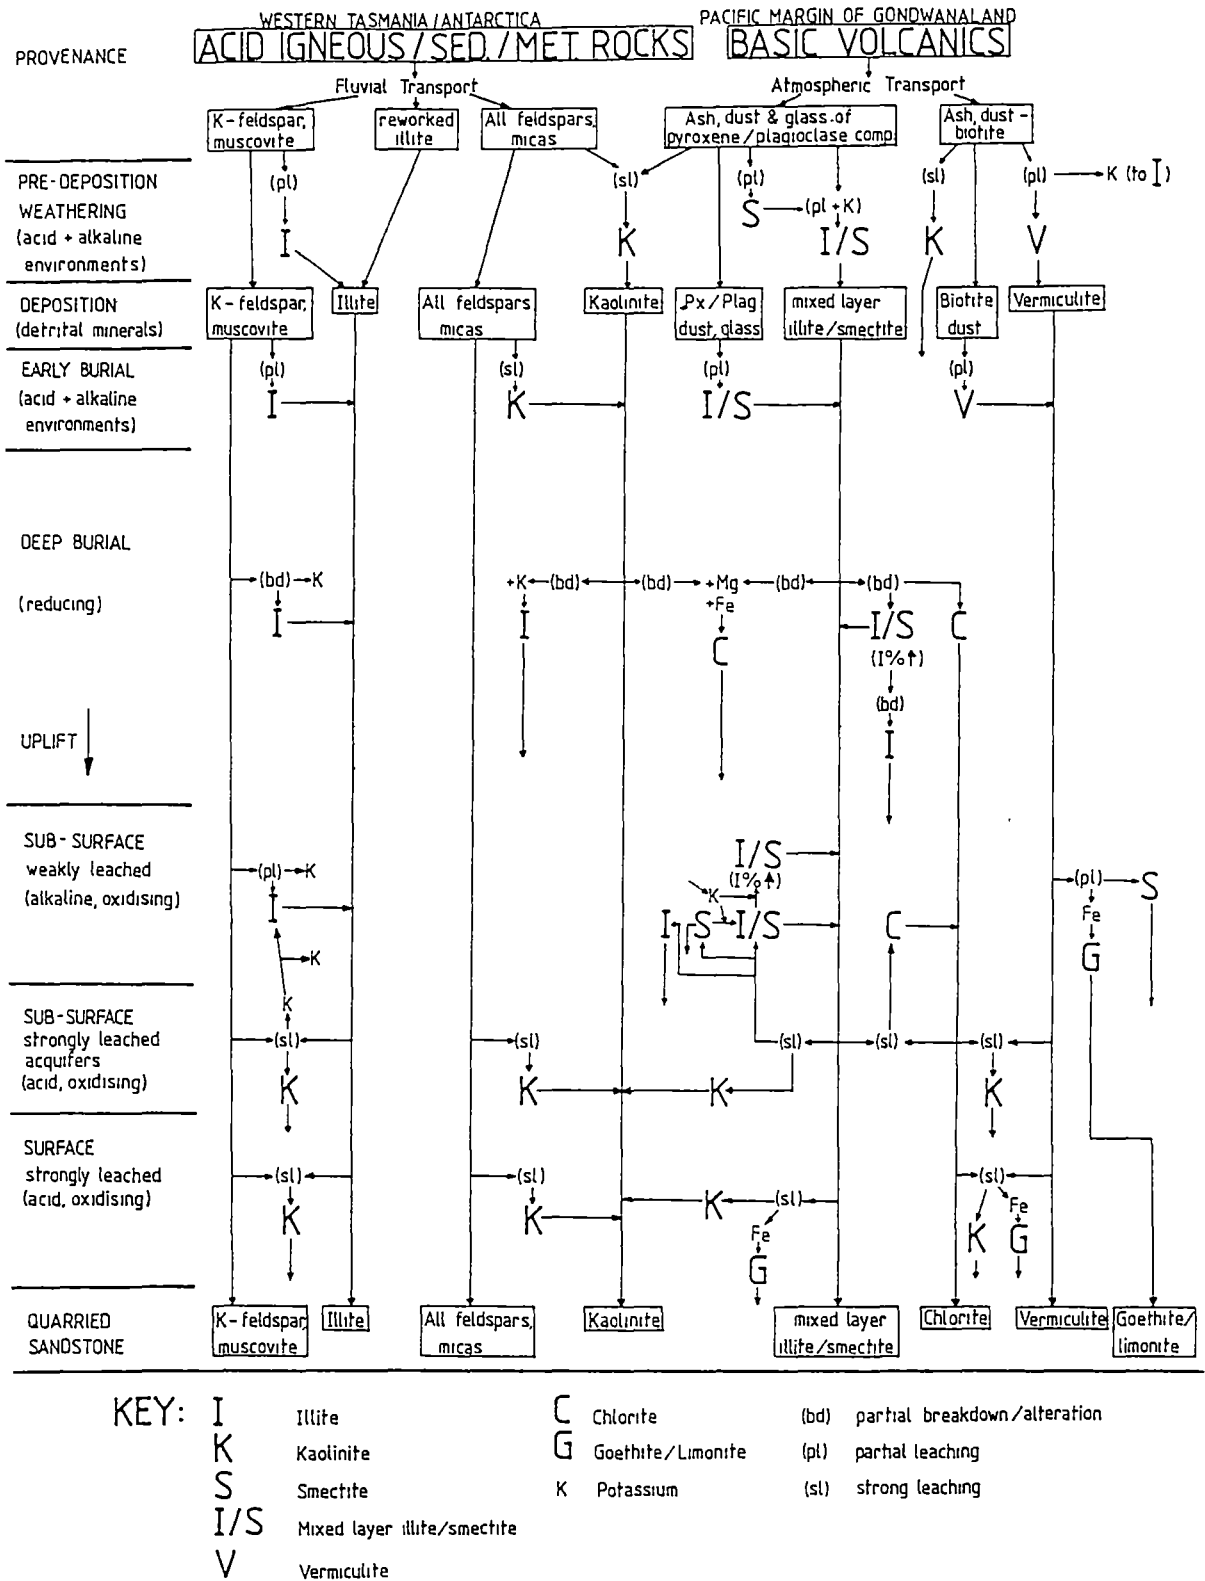 WESTERN TASMANIA/ANTARCTICA
PACIFIC MARGIN OF GONDWANALAND
PROVENANCE
ACID IGNEOUS/SED./MET. ROCKS
BASIC VOLCANICS
Fluvial Transport
Atmospheric Transport
K-feldspar,
muscovite
reworked
illite
All feldspars,
micas
Ash, dust & glass of
pyroxene/plagioclase comp.
Ash, dust -
biotite
PRE-DEPOSITION
WEATHERING
(acid + alkaline
environments)
(pl)
I
(sl)
K
(pl)
S
(pl + K)
I/S
(sl)
K
(pl)
K (to I)
V
DEPOSITION
(detrital minerals)
K-feldspar,
muscovite
Illite
All feldspars
micas
Kaolinite
Px/Plag
dust, glass
mixed layer
illite/smectite
Biotite
dust
Vermiculite
EARLY BURIAL
(acid + alkaline
environments)
(pl)
I
(sl)
K
(pl)
I/S
(pl)
V
DEEP BURIAL
(reducing)
(bd)
K
I
+K
(bd)
(bd)
+Mg
+Fe
(bd)
(bd)
I
C
I/S
(I%↑)
(bd)
I
C
UPLIFT
SUB-SURFACE
weakly leached
(alkaline, oxidising)
(pl)
K
I
K
I/S
(I%↑)
K
I
S
I/S
C
(pl)
S
Fe
G
SUB-SURFACE
strongly leached
acquifers
(acid, oxidising)
K
(sl)
K
(sl)
K
K
(sl)
(sl)
(sl)
K
SURFACE
strongly leached
(acid, oxidising)
(sl)
K
(sl)
K
K
(sl)
Fe
G
(sl)
Fe
K
G
QUARRIED
SANDSTONE
K-feldspar,
muscovite
Illite
All feldspars,
micas
Kaolinite
mixed layer
illite/smectite
Chlorite
Vermiculite
Goethite/
limonite
KEY:
I Illite
K Kaolinite
S Smectite
I/S Mixed layer illite/smectite
V Vermiculite
C Chlorite
G Goethite/Limonite
K Potassium
(bd) partial breakdown/alteration
(pl) partial leaching
(sl) strong leaching